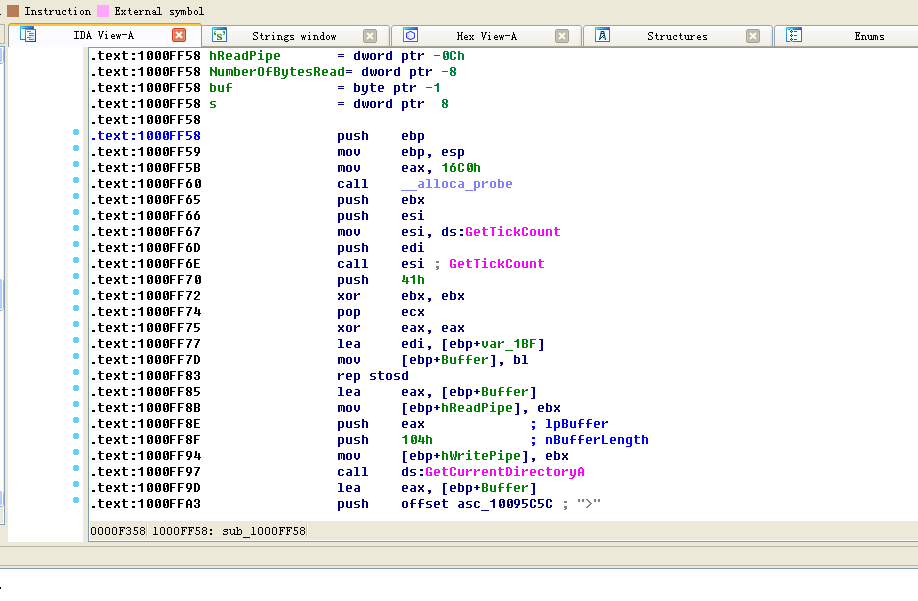 Instruction External symbol
IDA View-A Strings window Hex View-A Structures Enums
.text:1000FF58 hReadPipe = dword ptr -0Ch
.text:1000FF58 NumberOfBytesRead= dword ptr -8
.text:1000FF58 buf = byte ptr -1
.text:1000FF58 s = dword ptr 8
.text:1000FF58
.text:1000FF58 push ebp
.text:1000FF59 mov ebp, esp
.text:1000FF5B mov eax, 16C0h
.text:1000FF60 call __alloca_probe
.text:1000FF65 push ebx
.text:1000FF66 push esi
.text:1000FF67 mov esi, ds:GetTickCount
.text:1000FF6D push edi
.text:1000FF6E call esi ; GetTickCount
.text:1000FF70 push 41h
.text:1000FF72 xor ebx, ebx
.text:1000FF74 pop ecx
.text:1000FF75 xor eax, eax
.text:1000FF77 lea edi, [ebp+var_1BF]
.text:1000FF7D mov [ebp+Buffer], bl
.text:1000FF83 rep stosd
.text:1000FF85 lea eax, [ebp+Buffer]
.text:1000FF8B mov [ebp+hReadPipe], ebx
.text:1000FF8E push eax ; lpBuffer
.text:1000FF8F push 104h ; nBufferLength
.text:1000FF94 mov [ebp+hWritePipe], ebx
.text:1000FF97 call ds:GetCurrentDirectoryA
.text:1000FF9D lea eax, [ebp+Buffer]
.text:1000FFA3 push offset asc_10095C5C ; ">"
0000F358 1000FF58: sub_1000FF58